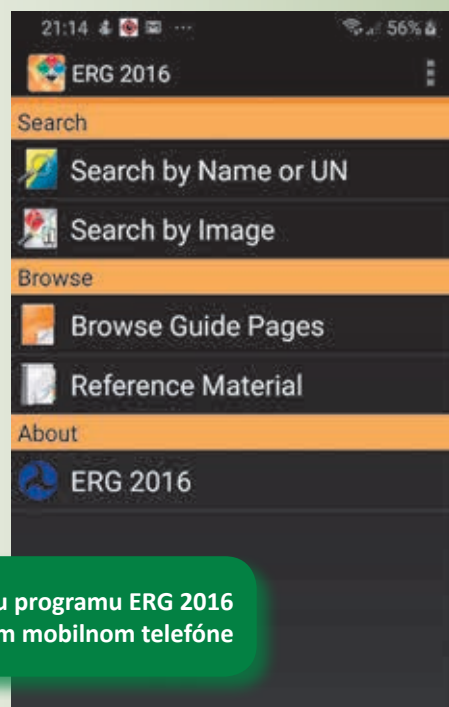 21:14 ··· 56%
ERG 2016
Search
Search by Name or UN
Search by Image
Browse
Browse Guide Pages
Reference Material
About
ERG 2016
u programu ERG 2016
m mobilnom telefóne